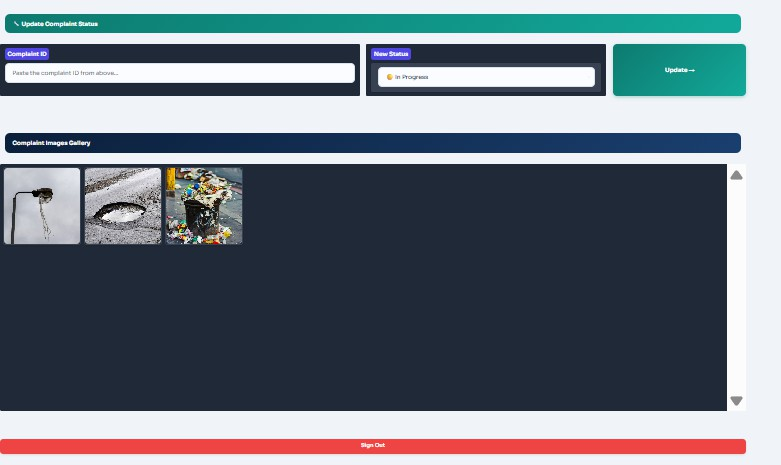 Update Complaint Status
Complaint ID
Paste the complaint ID from above...
New Status
In Progress
Update →
Complaint Images Gallery
Sign Out